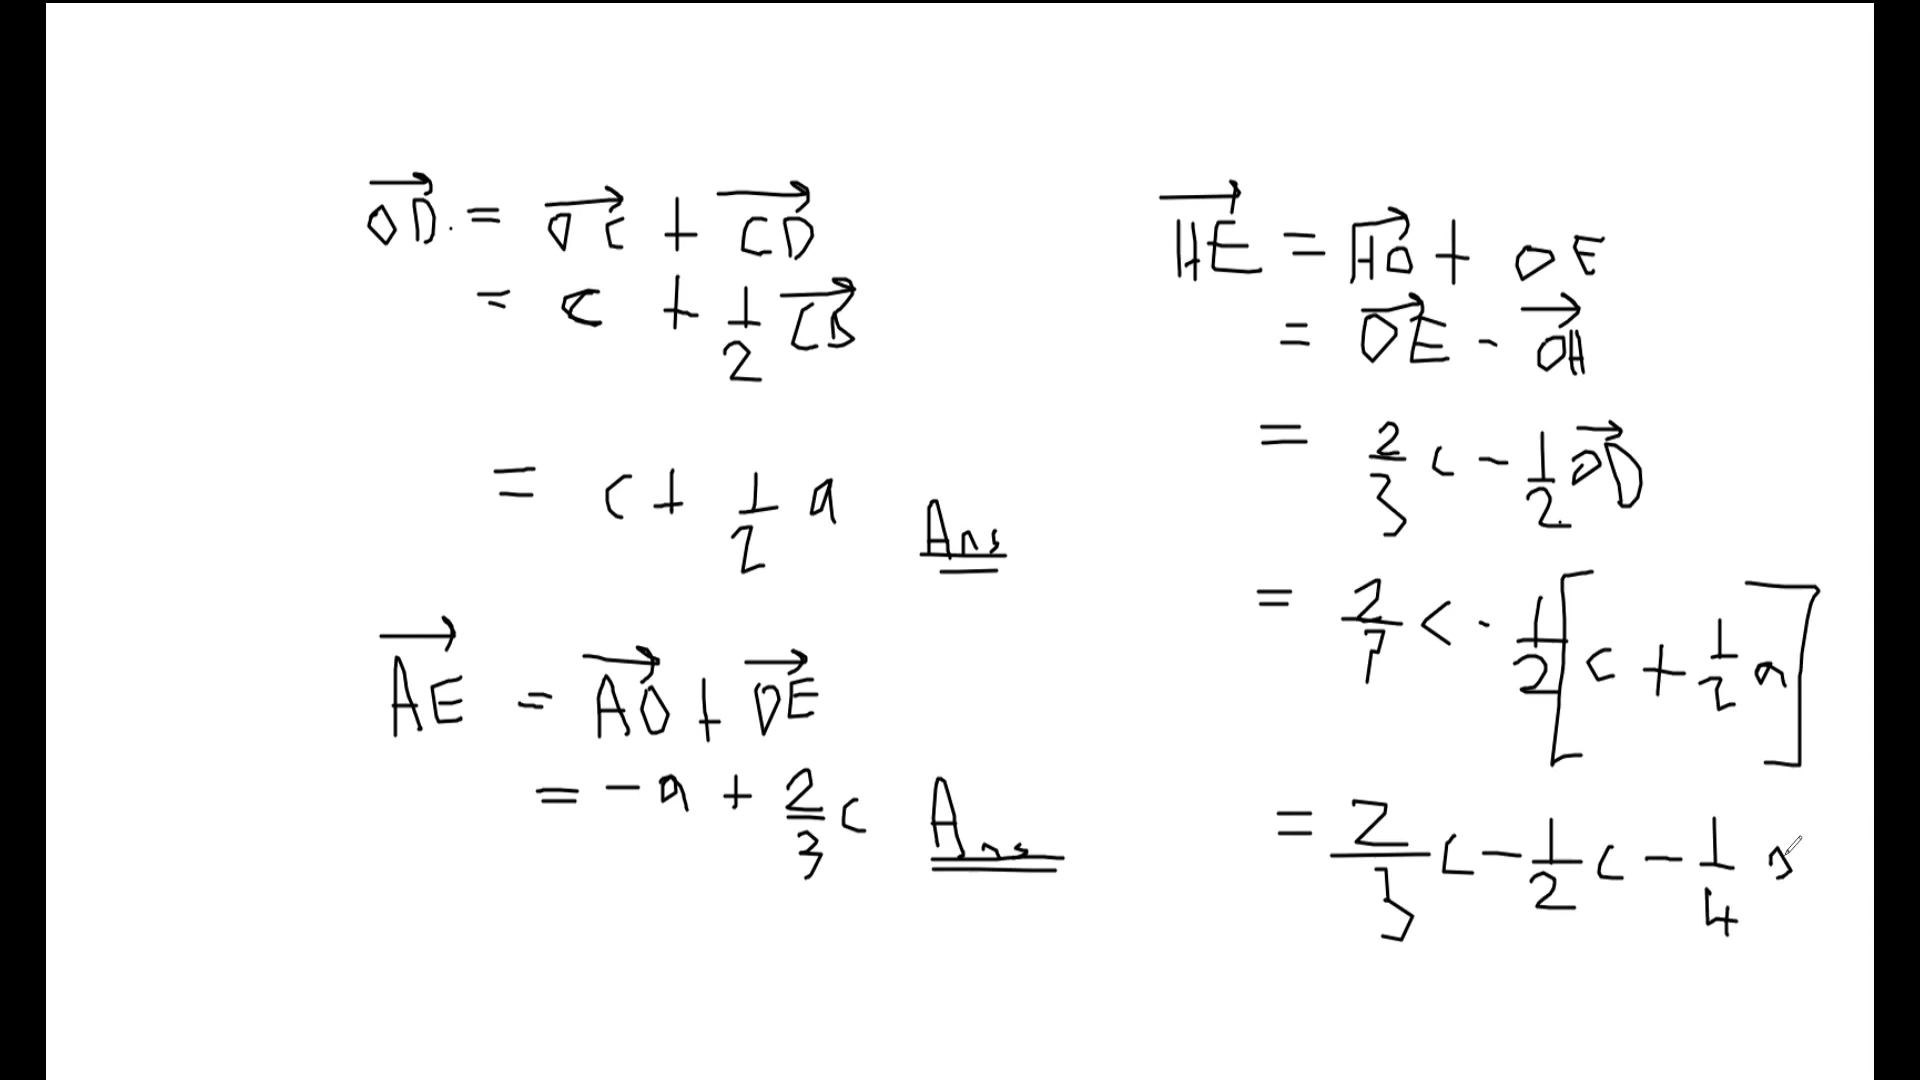 OD. = OC + CD
= c + 1/2 CB
= c + 1/2 a Ans
AE = AO + OE
= - a + 2/3 c Ans
HE = HO + OE
= OE - OH
= 2/3 c - 1/2 OD
= 2/3 c - 1/2 [c + 1/2 a]
= 2/3 c - 1/2 c - 1/4 a